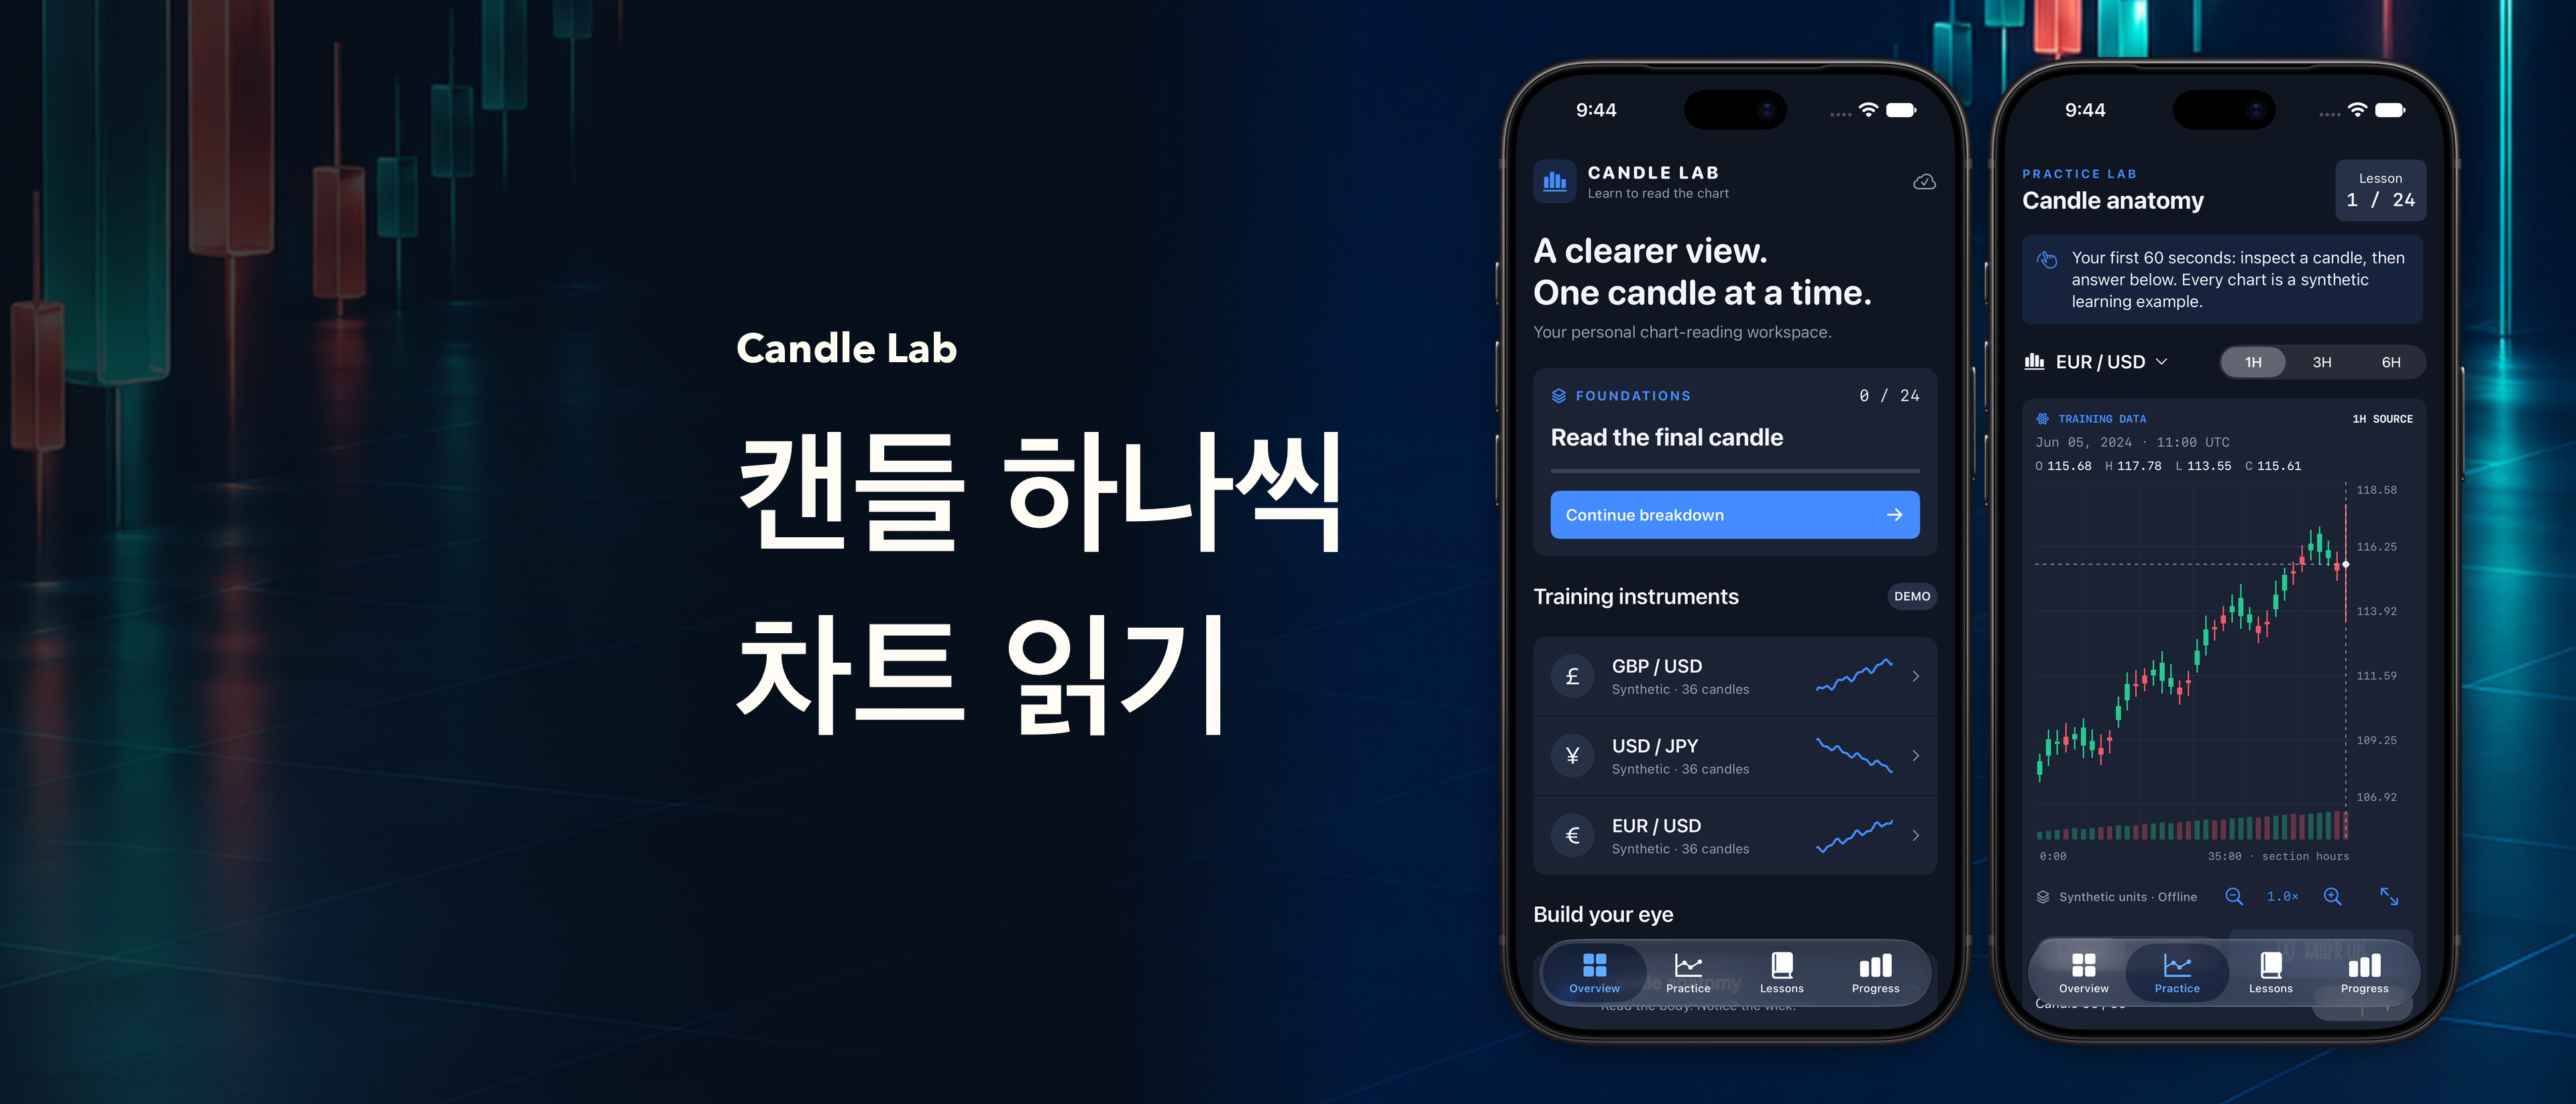 Candle Lab
캔들 하나씩
차트 읽기
9:44
CANDLE LAB
Learn to read the chart
A clearer view.
One candle at a time.
Your personal chart-reading workspace.
FOUNDATIONS
0 / 24
Read the final candle
Continue breakdown
Training instruments
DEMO
£
GBP / USD
Synthetic · 36 candles
¥
USD / JPY
Synthetic · 36 candles
€
EUR / USD
Synthetic · 36 candles
Build your eye
Read the body. Notice the wick.
Overview
Practice
Lessons
Progress
9:44
PRACTICE LAB
Candle anatomy
Lesson
1 / 24
Your first 60 seconds: inspect a candle, then
answer below. Every chart is a synthetic
learning example.
EUR / USD
1H
3H
6H
TRAINING DATA
1H SOURCE
Jun 05, 2024 · 11:00 UTC
O 115.68 H 117.78 L 113.55 C 115.61
118.58
116.25
113.92
111.59
109.25
106.92
0:00
35:00 · section hours
Synthetic units · Offline
1.0×
Overview
Practice
Lessons
Progress